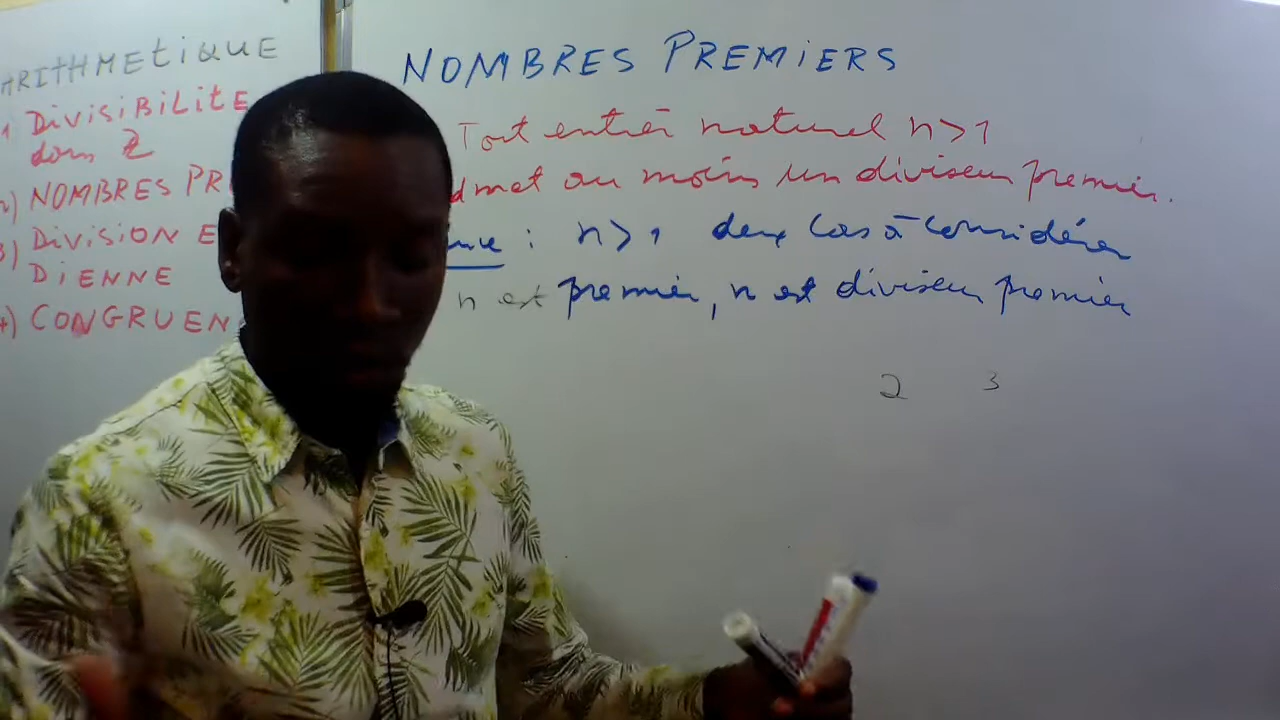 ARITHMETIQUE
1 DIVISIBILITE
dans Z
2) NOMBRES PR
3) DIVISION E
DIENNE
4) CONGRUEN
NOMBRES PREMIERS
Tout entier naturel n>1
dmet au moins un diviseur premier.
: n>1 deux cas à considérer
n est premier, n est diviseur premier
2 3